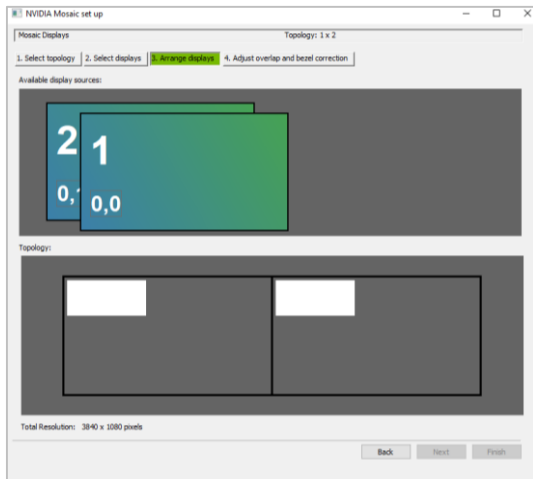 NVIDIA Mosaic set up
Mosaic Displays Topology: 1 x 2
1. Select topology 2. Select displays 3. Arrange displays 4. Adjust overlap and bezel correction
Available display sources:
2 1
0, 0,0
Topology:
Total Resolution: 3840 x 1080 pixels
Back Next Finish